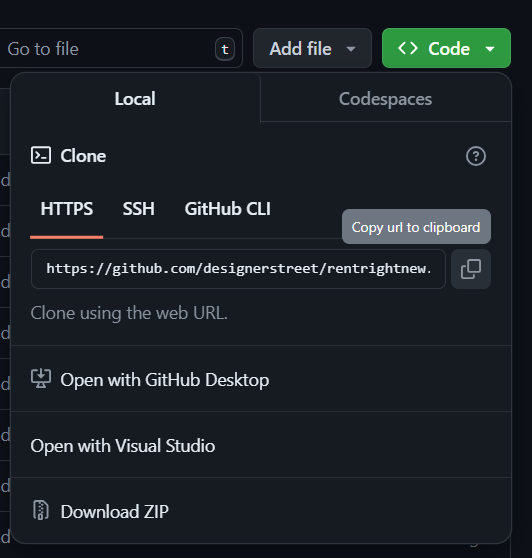 Go to file
t
Add file
Code
Local
Codespaces
Clone
HTTPS
SSH
GitHub CLI
Copy url to clipboard
https://github.com/designerstreet/rentrightnew.
Clone using the web URL.
Open with GitHub Desktop
Open with Visual Studio
Download ZIP